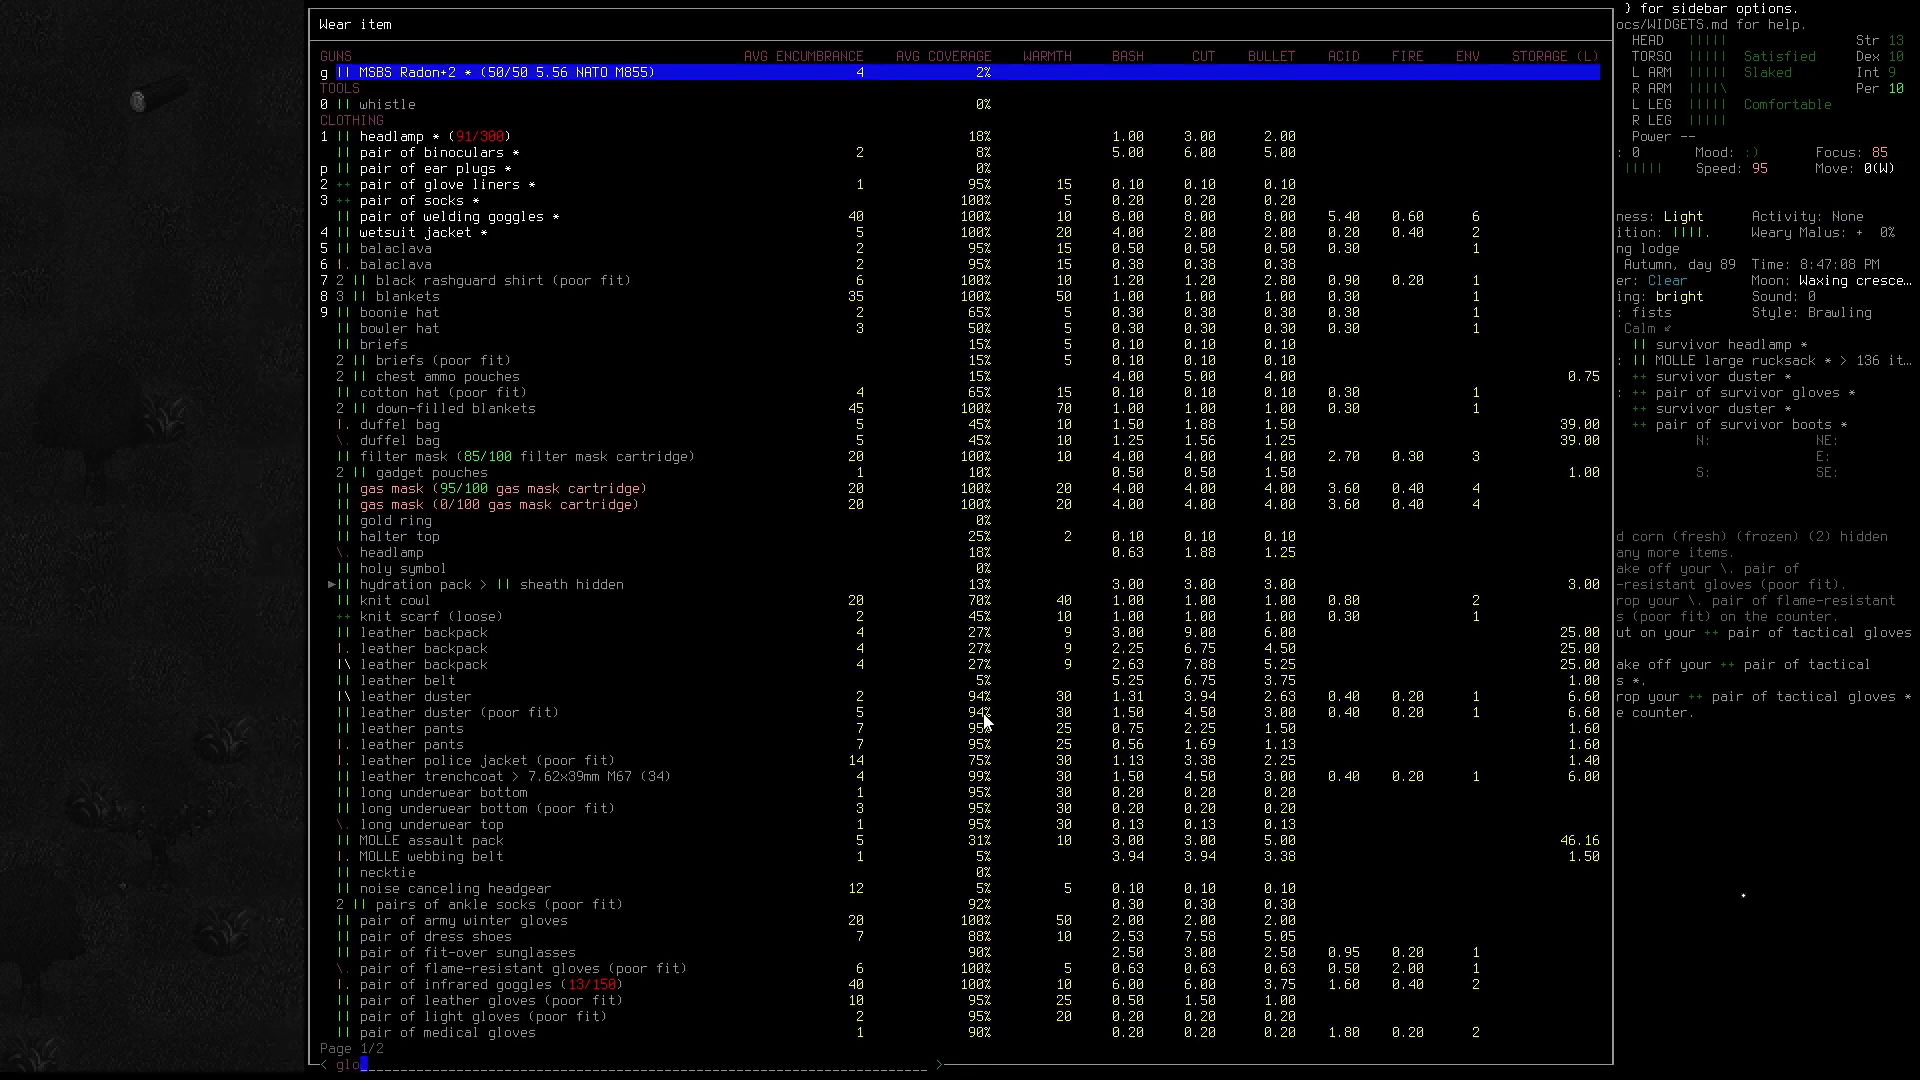 } for sidebar options.
Wear item
ocs/WIDGETS.md for help.
HEAD ||||| Str 13
GUNS AVG ENCUMBRANCE AVG COVERAGE WARMTH BASH CUT BULLET ACID FIRE ENV STORAGE (L) TORSO ||||| Satisfied Dex 10
g || MSBS Radon+2 * (50/50 5.56 NATO M855) 4 2% L ARM ||||| Slaked Int 9
TOOLS R ARM ||||\ Per 10
0 || whistle 0% L LEG ||||| Comfortable
CLOTHING R LEG |||||
1 || headlamp * (91/300) 18% 1.00 3.00 2.00 Power --
|| pair of binoculars * 2 8% 5.00 6.00 5.00 : 0 Mood: :) Focus: 85
p || pair of ear plugs * 0% ||||| Speed: 95 Move: 0(W)
2 ++ pair of glove liners * 1 95% 15 0.10 0.10 0.10
3 ++ pair of socks * 100% 5 0.20 0.20 0.20
|| pair of welding goggles * 40 100% 10 8.00 8.00 8.00 5.40 0.60 6 ness: Light Activity: None
4 || wetsuit jacket * 5 100% 20 4.00 2.00 2.00 0.20 0.40 2 ition: ||||. Weary Malus: + 0%
5 || balaclava 2 95% 15 0.50 0.50 0.50 0.30 1 ng lodge
6 |. balaclava 2 95% 15 0.38 0.38 0.38 Autumn, day 89 Time: 8:47:08 PM
7 2 || black rashguard shirt (poor fit) 6 100% 10 1.20 1.20 2.80 0.90 0.20 1 er: Clear Moon: Waxing cresce…
8 3 || blankets 35 100% 50 1.00 1.00 1.00 0.30 1 ing: bright Sound: 0
9 || boonie hat 2 65% 5 0.30 0.30 0.30 0.30 1 : fists Style: Brawling
|| bowler hat 3 50% 5 0.30 0.30 0.30 0.30 1 Calm
|| briefs 15% 5 0.10 0.10 0.10 || survivor headlamp *
2 || briefs (poor fit) 15% 5 0.10 0.10 0.10 : || MOLLE large rucksack * > 136 it…
2 || chest ammo pouches 15% 4.00 5.00 4.00 0.75 ++ survivor duster *
|| cotton hat (poor fit) 4 65% 15 0.10 0.10 0.10 0.30 1 : ++ pair of survivor gloves *
2 || down-filled blankets 45 100% 70 1.00 1.00 1.00 0.30 1 ++ survivor duster *
|. duffel bag 5 45% 10 1.50 1.88 1.50 39.00 ++ pair of survivor boots *
\. duffel bag 5 45% 10 1.25 1.56 1.25 39.00 N: NE:
|| filter mask (85/100 filter mask cartridge) 20 100% 10 4.00 4.00 4.00 2.70 0.30 3 E:
2 || gadget pouches 1 10% 0.50 0.50 1.50 1.00 S: SE:
|| gas mask (95/100 gas mask cartridge) 20 100% 20 4.00 4.00 4.00 3.60 0.40 4
|| gas mask (0/100 gas mask cartridge) 20 100% 20 4.00 4.00 4.00 3.60 0.40 4
|| gold ring 0%
|| halter top 25% 2 0.10 0.10 0.10 d corn (fresh) (frozen) (2) hidden
\. headlamp 18% 0.63 1.88 1.25 any more items.
|| holy symbol 0% ake off your \. pair of
▶|| hydration pack > || sheath hidden 13% 3.00 3.00 3.00 3.00 -resistant gloves (poor fit).
|| knit cowl 20 70% 40 1.00 1.00 1.00 0.80 2 rop your \. pair of flame-resistant
++ knit scarf (loose) 2 45% 10 1.00 1.00 1.00 0.30 1 s (poor fit) on the counter.
|| leather backpack 4 27% 9 3.00 9.00 6.00 25.00 ut on your ++ pair of tactical gloves
|. leather backpack 4 27% 9 2.25 6.75 4.50 25.00
|\ leather backpack 4 27% 9 2.63 7.88 5.25 25.00 ake off your ++ pair of tactical
|| leather belt 5% 5.25 6.75 3.75 1.00 s *.
|\ leather duster 2 94% 30 1.31 3.94 2.63 0.40 0.20 1 6.60 rop your ++ pair of tactical gloves *
|| leather duster (poor fit) 5 94% 30 1.50 4.50 3.00 0.40 0.20 1 6.60 e counter.
|| leather pants 7 95% 25 0.75 2.25 1.50 1.60
|. leather pants 7 95% 25 0.56 1.69 1.13 1.60
|. leather police jacket (poor fit) 14 75% 30 1.13 3.38 2.25 1.40
|| leather trenchcoat > 7.62x39mm M67 (34) 4 99% 30 1.50 4.50 3.00 0.40 0.20 1 6.00
|| long underwear bottom 1 95% 30 0.20 0.20 0.20
|| long underwear bottom (poor fit) 3 95% 30 0.20 0.20 0.20
\. long underwear top 1 95% 30 0.13 0.13 0.13
|| MOLLE assault pack 5 31% 10 3.00 3.00 5.00 46.16
|. MOLLE webbing belt 1 5% 3.94 3.94 3.38 1.50
|| necktie 0%
|| noise canceling headgear 12 5% 5 0.10 0.10 0.10
2 || pairs of ankle socks (poor fit) 92% 0.30 0.30 0.30
|| pair of army winter gloves 20 100% 50 2.00 2.00 2.00
|| pair of dress shoes 7 88% 10 2.53 7.58 5.05
|| pair of fit-over sunglasses 90% 2.50 3.00 2.50 0.95 0.20 1
\. pair of flame-resistant gloves (poor fit) 6 100% 5 0.63 0.63 0.63 0.50 2.00 1
|. pair of infrared goggles (13/150) 40 100% 10 6.00 6.00 3.75 1.60 0.40 2
|. pair of leather gloves (poor fit) 10 95% 25 0.50 1.50 1.00
|| pair of light gloves (poor fit) 2 95% 20 0.20 0.20 0.20
|| pair of medical gloves 1 90% 0.20 0.20 0.20 1.80 0.20 2
Page 1/2
< glo >